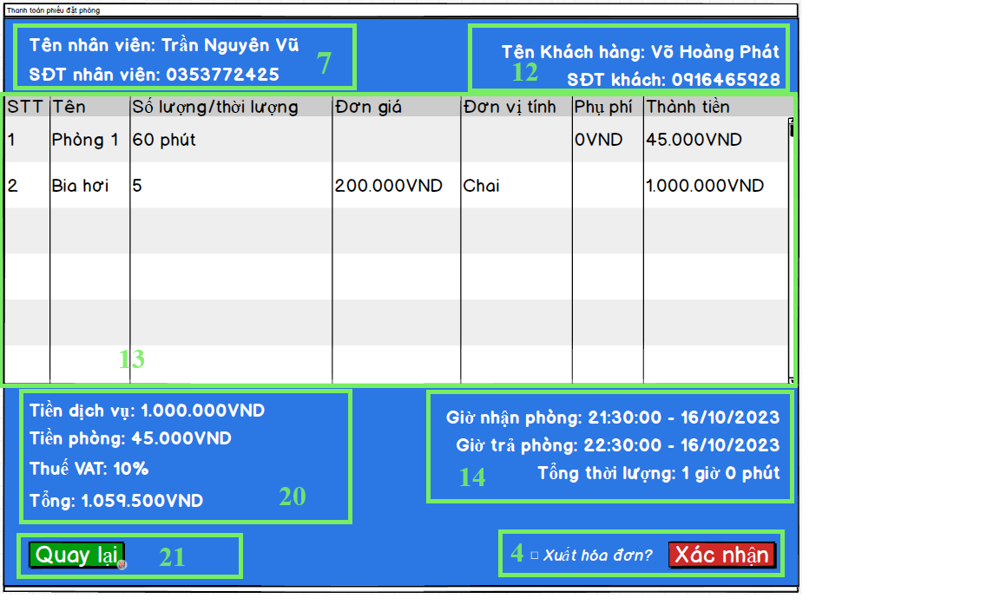 Thanh toán phiếu đặt phòng
Tên nhân viên: Trần Nguyên Vũ
SĐT nhân viên: 0353772425
7
Tên Khách hàng: Võ Hoàng Phát
SĐT khách: 0916465928
12
STT Tên Số lượng/thời lượng Đơn giá Đơn vị tính Phụ phí Thành tiền
1 Phòng 1 60 phút 0VND 45.000VND
2 Bia hơi 5 200.000VND Chai 1.000.000VND
13
Tiền dịch vụ: 1.000.000VND
Tiền phòng: 45.000VND
Thuế VAT: 10%
Tổng: 1.059.500VND
20
Giờ nhận phòng: 21:30:00 - 16/10/2023
Giờ trả phòng: 22:30:00 - 16/10/2023
Tổng thời lượng: 1 giờ 0 phút
14
Quay lại 21
4 Xuất hóa đơn? Xác nhận